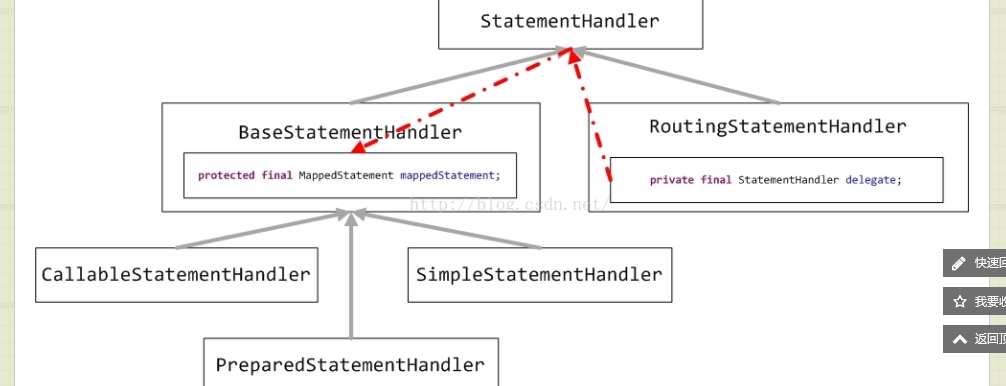 StatementHandler
BaseStatementHandler
RoutingStatementHandler
protected final MappedStatement mappedStatement;
private final StatementHandler delegate;
http://blog.csdn.net/
快速回
CallableStatementHandler
SimpleStatementHandler
我要收
返回顶
PreparedStatementHandler